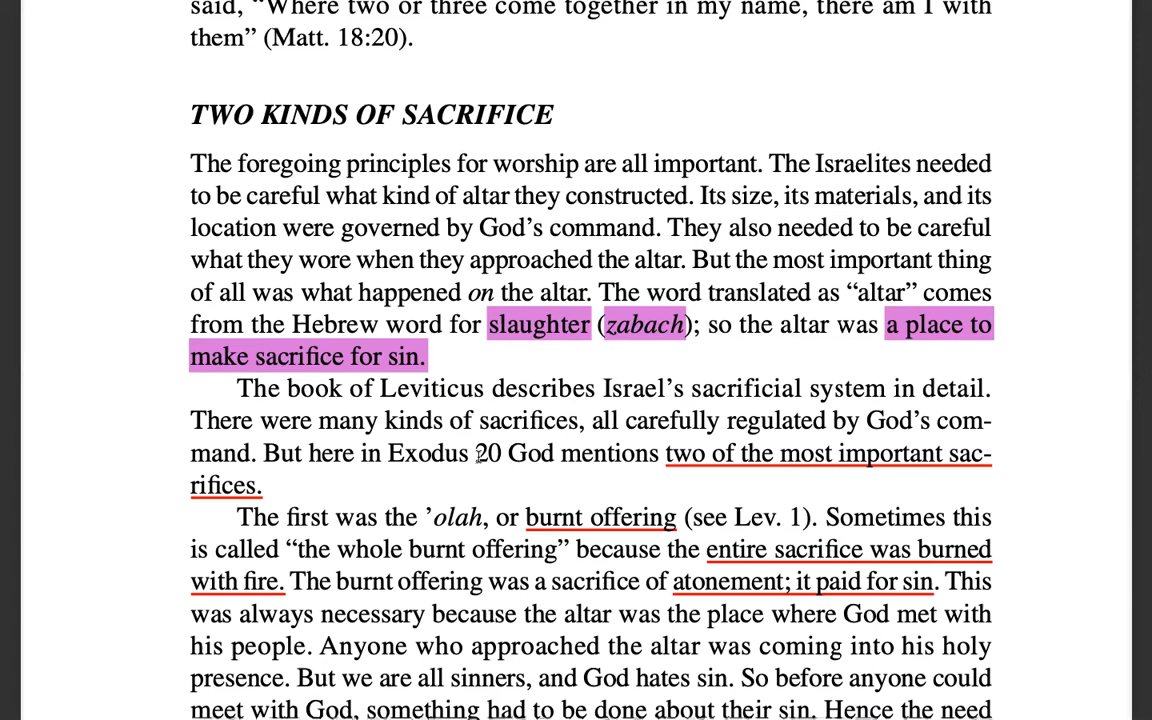 said, “Where two or three come together in my name, there am I with
them” (Matt. 18:20).
TWO KINDS OF SACRIFICE
The foregoing principles for worship are all important. The Israelites needed
to be careful what kind of altar they constructed. Its size, its materials, and its
location were governed by God’s command. They also needed to be careful
what they wore when they approached the altar. But the most important thing
of all was what happened on the altar. The word translated as “altar” comes
from the Hebrew word for slaughter (zabach); so the altar was a place to
make sacrifice for sin.
The book of Leviticus describes Israel’s sacrificial system in detail.
There were many kinds of sacrifices, all carefully regulated by God’s com-
mand. But here in Exodus 20 God mentions two of the most important sac-
rifices.
The first was the ’olah, or burnt offering (see Lev. 1). Sometimes this
is called “the whole burnt offering” because the entire sacrifice was burned
with fire. The burnt offering was a sacrifice of atonement; it paid for sin. This
was always necessary because the altar was the place where God met with
his people. Anyone who approached the altar was coming into his holy
presence. But we are all sinners, and God hates sin. So before anyone could
meet with God, something had to be done about their sin. Hence the need